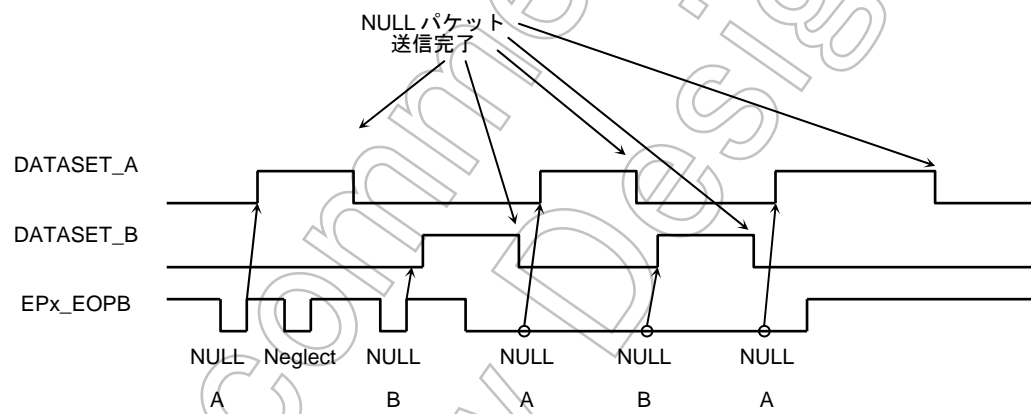 NULL パケット
送信完了
DATASET_A
DATASET_B
EPx_EOPB
NULL Neglect NULL NULL NULL NULL
A B A B A